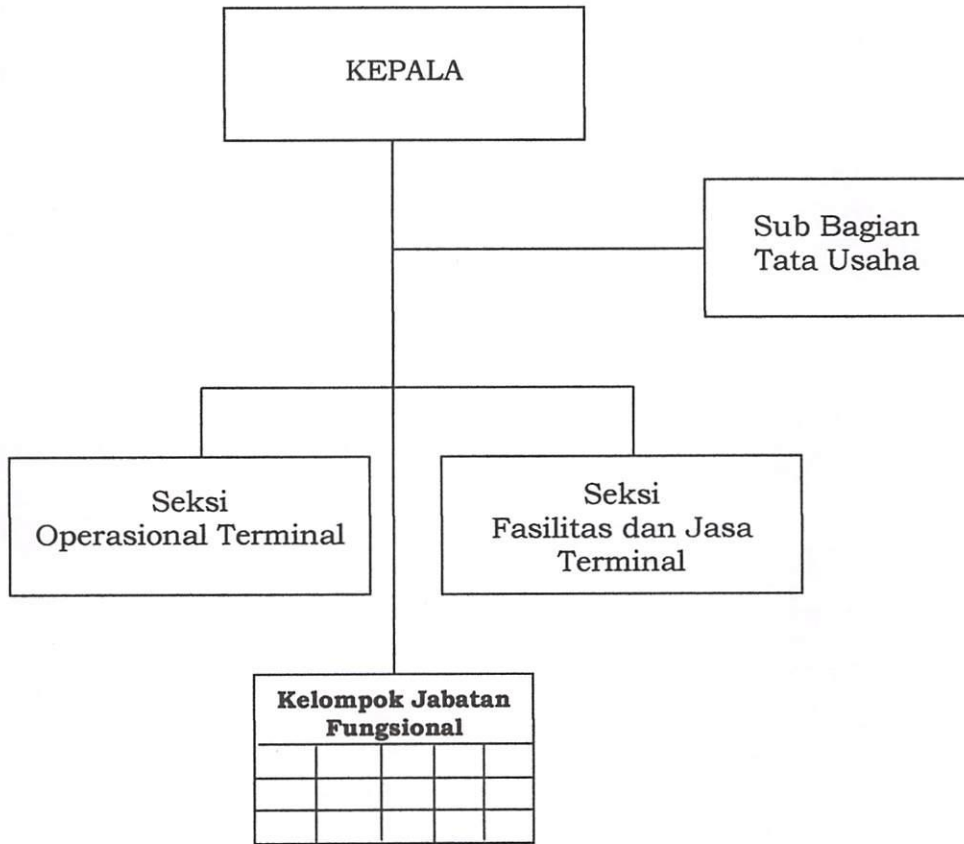 KEPALA
Sub Bagian
Tata Usaha
Seksi
Operasional Terminal
Seksi
Fasilitas dan Jasa
Terminal
Kelompok Jabatan
Fungsional